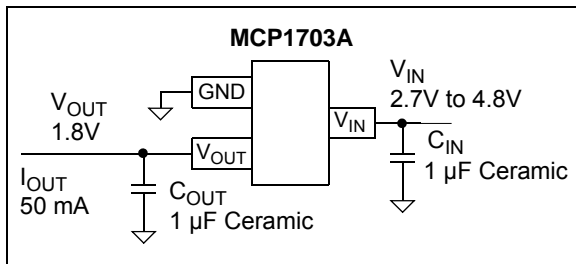 MCP1703A
GND
V_IN
2.7V to 4.8V
V_OUT
1.8V
V_IN
V_OUT
C_IN
1 µF Ceramic
I_OUT
50 mA
C_OUT
1 µF Ceramic